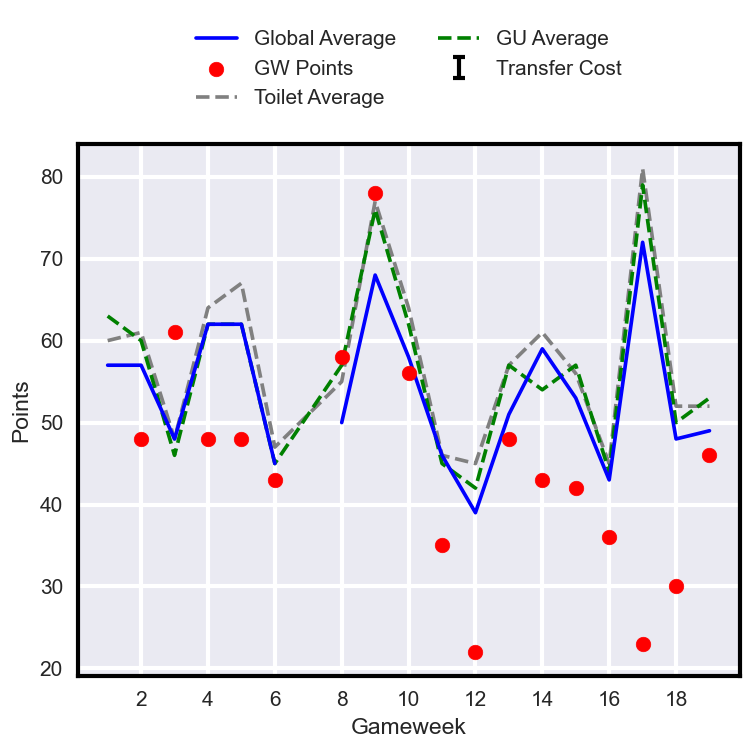 Global Average
GW Points
Toilet Average
GU Average
Transfer Cost
80
70
60
50
40
30
20
Points
2 4 6 8 10 12 14 16 18
Gameweek